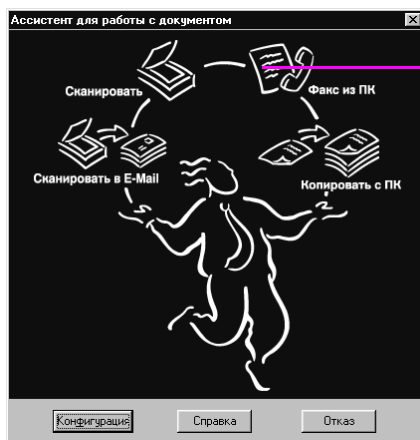 Ассистент для работы с документом
Сканировать
Факс из ПК
Сканировать в E-Mail
Копировать с ПК
Конфигурация
Справка
Отказ